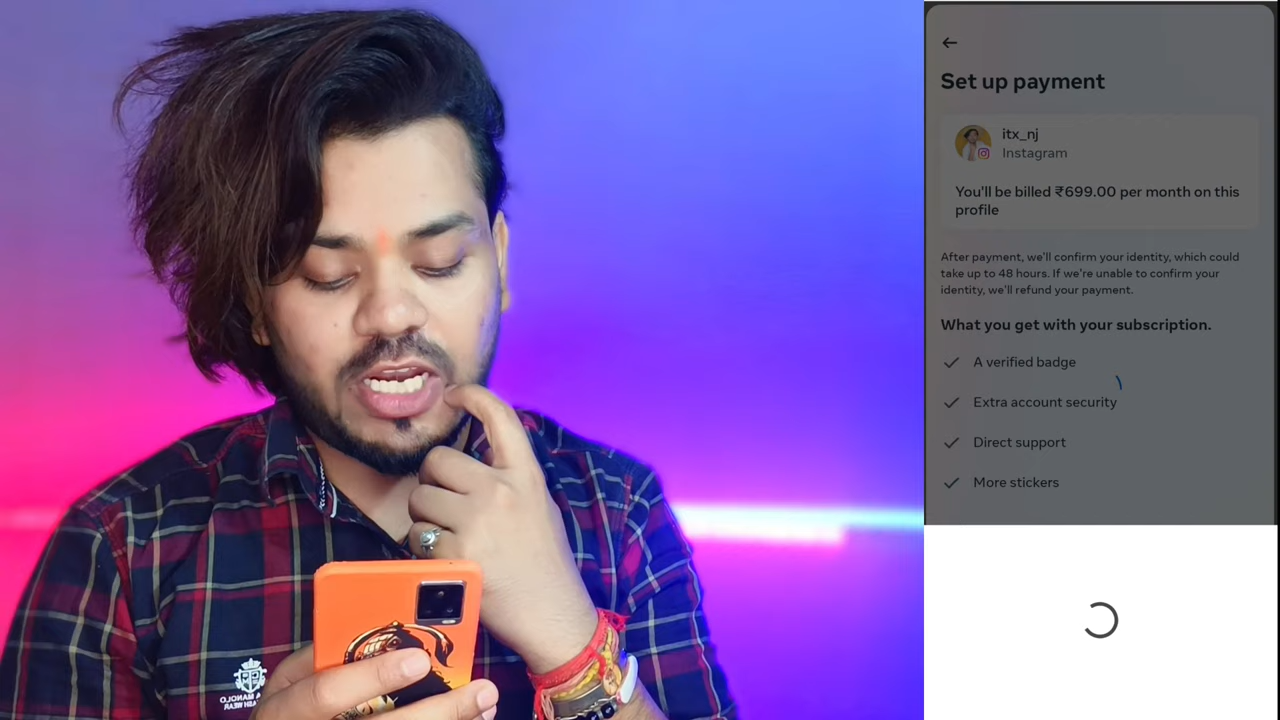 Set up payment
itx_nj
Instagram
You'll be billed ₹699.00 per month on this
profile
After payment, we'll confirm your identity, which could
take up to 48 hours. If we're unable to confirm your
identity, we'll refund your payment.
What you get with your subscription.
A verified badge
Extra account security
Direct support
More stickers
MANOLO
WEAR